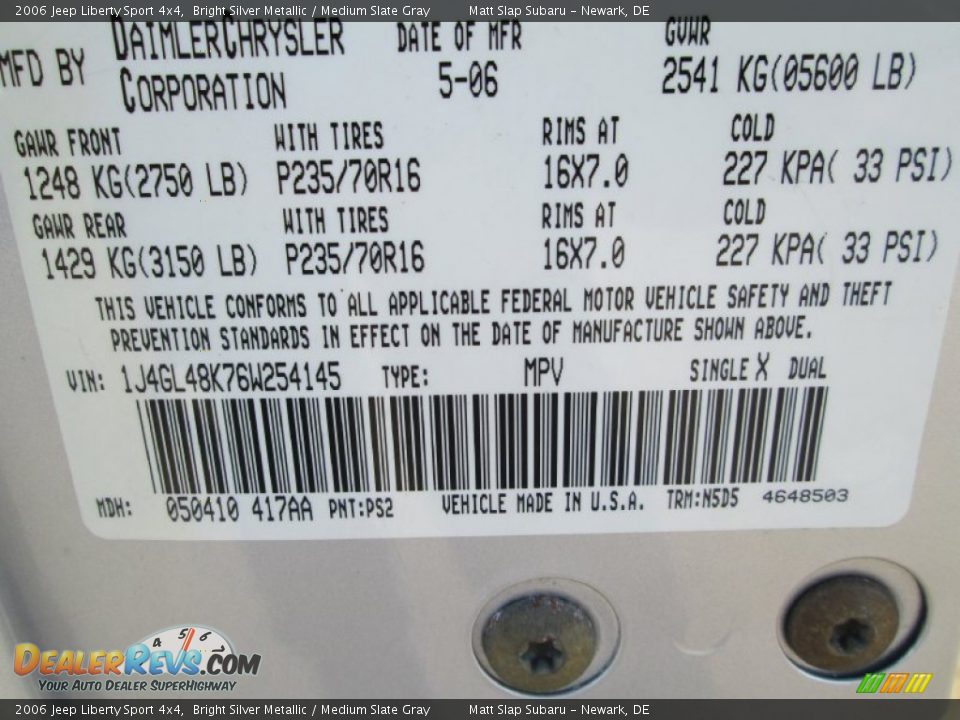 2006 Jeep Liberty Sport 4x4, Bright Silver Metallic / Medium Slate Gray Matt Slap Subaru - Newark, DE
MFD BY DAIMLERCHRYSLER CORPORATION DATE OF MFR GVWR
5-06 2541 KG(05600 LB)
GAWR FRONT WITH TIRES RIMS AT COLD
1248 KG(2750 LB) P235/70R16 16X7.0 227 KPA( 33 PSI)
GAWR REAR WITH TIRES RIMS AT COLD
1429 KG(3150 LB) P235/70R16 16X7.0 227 KPA( 33 PSI)
THIS VEHICLE CONFORMS TO ALL APPLICABLE FEDERAL MOTOR VEHICLE SAFETY AND THEFT
PREVENTION STANDARDS IN EFFECT ON THE DATE OF MANUFACTURE SHOWN ABOVE.
VIN: 1J4GL48K76W254145 TYPE: MPV SINGLE X DUAL
MDH: 050410 417AA PNT:PS2 VEHICLE MADE IN U.S.A. TRM:N5D5 4648503
4 5 6
DEALERREVS.COM
YOUR AUTO DEALER SUPERHIGHWAY
2006 Jeep Liberty Sport 4x4, Bright Silver Metallic / Medium Slate Gray Matt Slap Subaru - Newark, DE